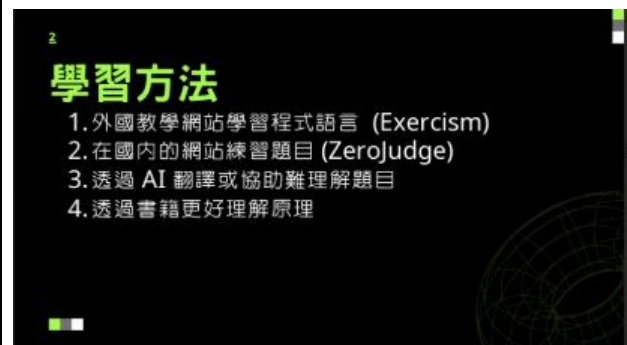 2
學習方法
1. 外國教學網站學習程式語言 (Exercism)
2. 在國內的網站練習題目 (ZeroJudge)
3. 透過 AI 翻譯或協助難理解題目
4. 透過書籍更好理解原理